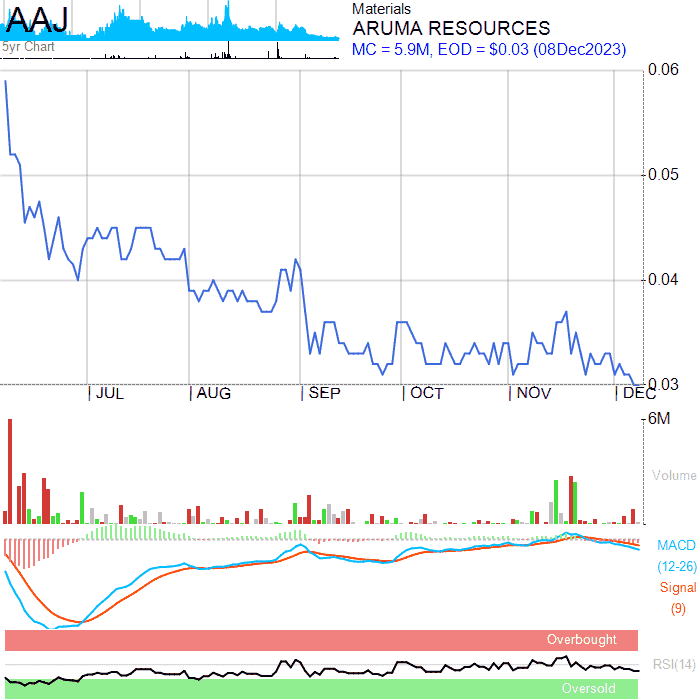 AAJ
5yr Chart
Materials
ARUMA RESOURCES
MC = 5.9M, EOD = $0.03 (08Dec2023)
0.06
0.05
0.04
0.03
JUL AUG SEP OCT NOV DEC
6M
Volume
MACD
(12-26)
Signal
(9)
Overbought
RSI(14)
Oversold